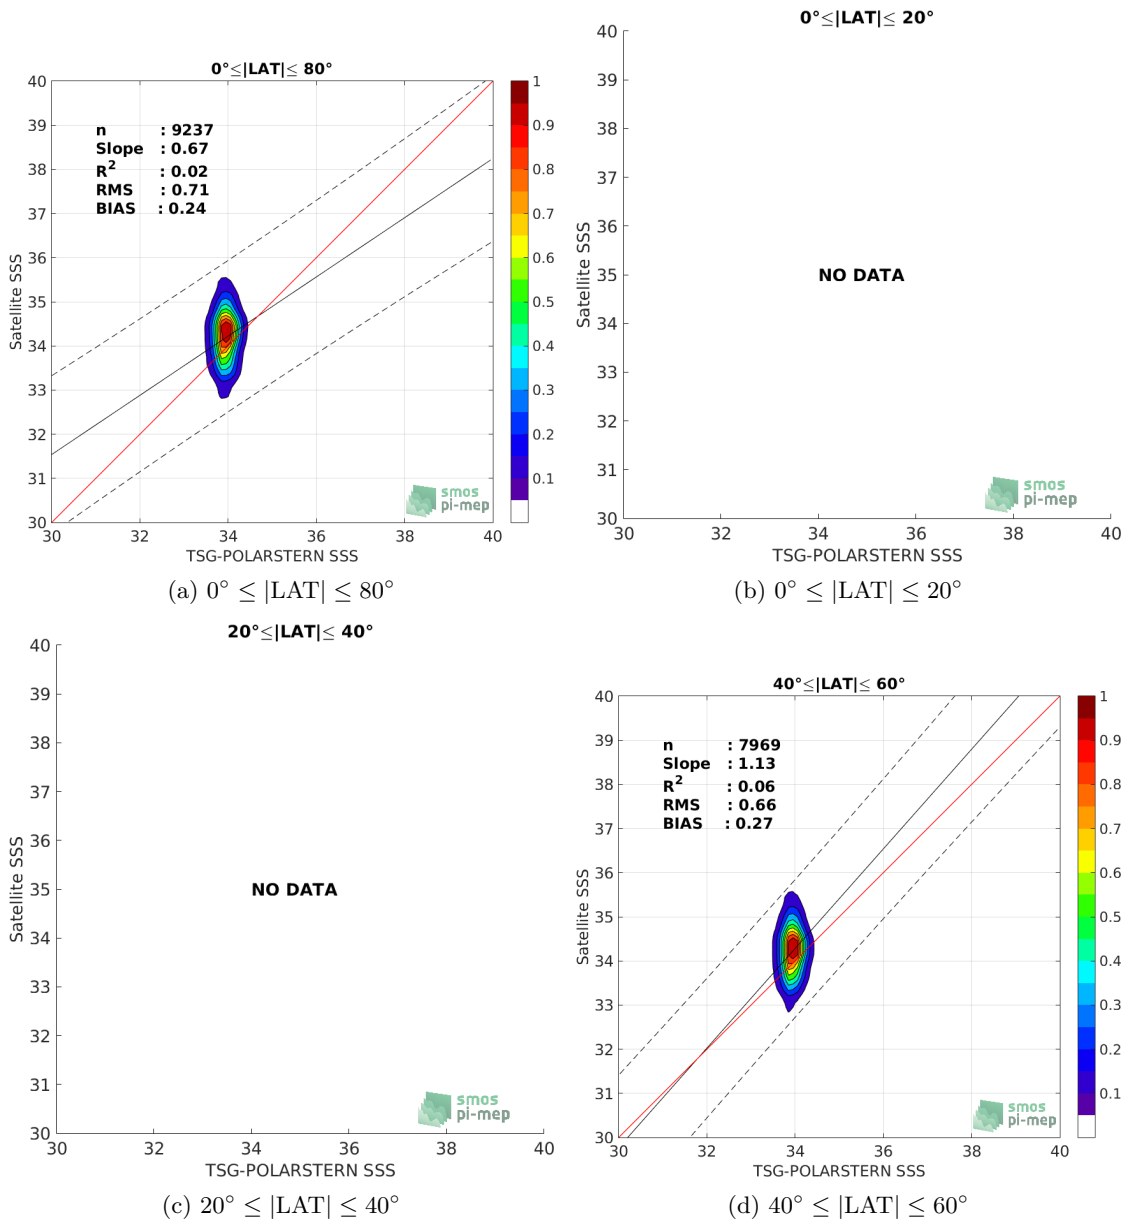 0°≤|LAT|≤ 80°
40
39
38
37
36
35
34
33
32
31
30
Satellite SSS
n : 9237
Slope : 0.67
R² : 0.02
RMS : 0.71
BIAS : 0.24
1
0.9
0.8
0.7
0.6
0.5
0.4
0.3
0.2
0.1
smos
pi-mep
30 32 34 36 38 40
TSG-POLARSTERN SSS
(a) 0° ≤ |LAT| ≤ 80°
0°≤|LAT|≤ 20°
40
39
38
37
36
35
34
33
32
31
30
Satellite SSS
NO DATA
smos
pi-mep
30 32 34 36 38 40
TSG-POLARSTERN SSS
(b) 0° ≤ |LAT| ≤ 20°
20°≤|LAT|≤ 40°
40
39
38
37
36
35
34
33
32
31
30
Satellite SSS
NO DATA
smos
pi-mep
30 32 34 36 38 40
TSG-POLARSTERN SSS
(c) 20° ≤ |LAT| ≤ 40°
40°≤|LAT|≤ 60°
40
39
38
37
36
35
34
33
32
31
30
Satellite SSS
n : 7969
Slope : 1.13
R² : 0.06
RMS : 0.66
BIAS : 0.27
1
0.9
0.8
0.7
0.6
0.5
0.4
0.3
0.2
0.1
smos
pi-mep
30 32 34 36 38 40
TSG-POLARSTERN SSS
(d) 40° ≤ |LAT| ≤ 60°